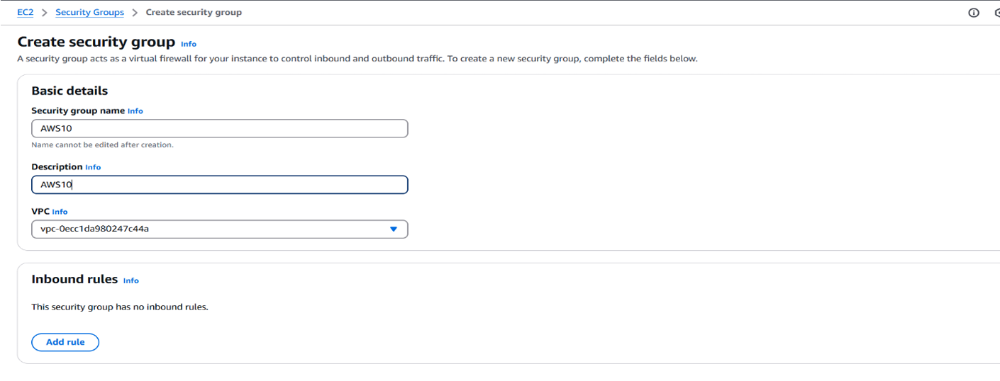 EC2 > Security Groups > Create security group
Create security group Info
A security group acts as a virtual firewall for your instance to control inbound and outbound traffic. To create a new security group, complete the fields below.
Basic details
Security group name Info
AWS10
Name cannot be edited after creation.
Description Info
AWS10
VPC Info
vpc-0ecc1da980247c44a
Inbound rules Info
This security group has no inbound rules.
Add rule